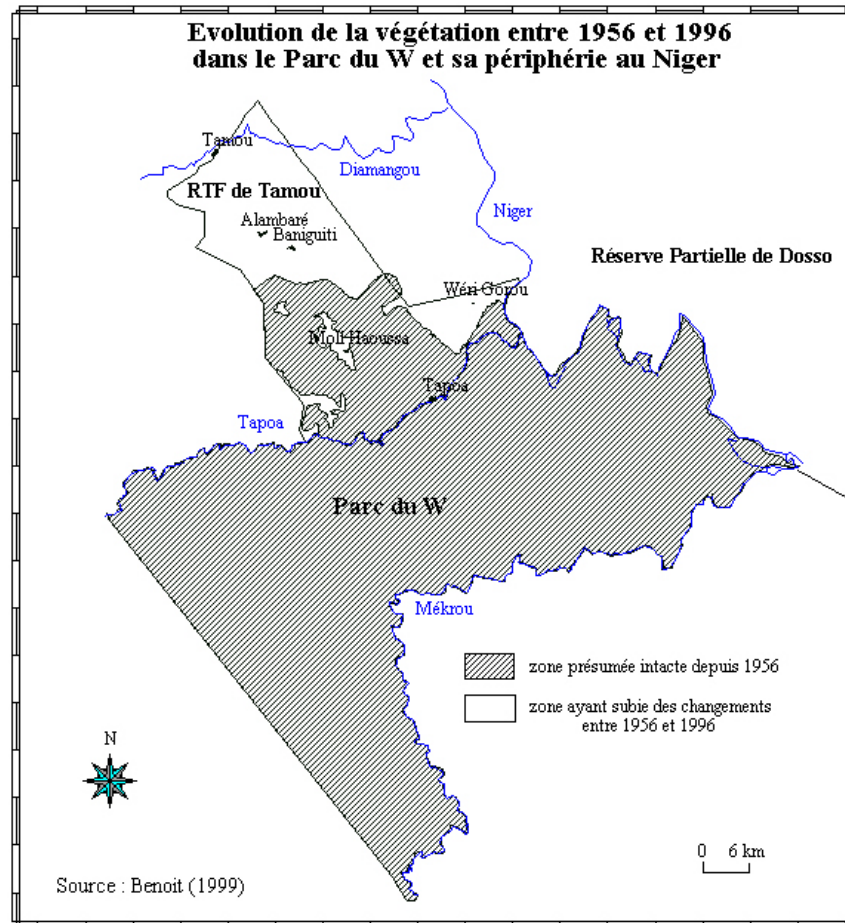 Evolution de la végétation entre 1956 et 1996
dans le Parc du W et sa périphérie au Niger
Tamou
Diamangou
RTF de Tamou
Niger
Alambaré
Baniguiti
Réserve Partielle de Dosso
Wéri Gorou
Moli Haoussa
Tapoa
Tapoa
Parc du W
Mékrou
zone présumée intacte depuis 1956
zone ayant subie des changements
entre 1956 et 1996
N
0 6 km
Source : Benoit (1999)